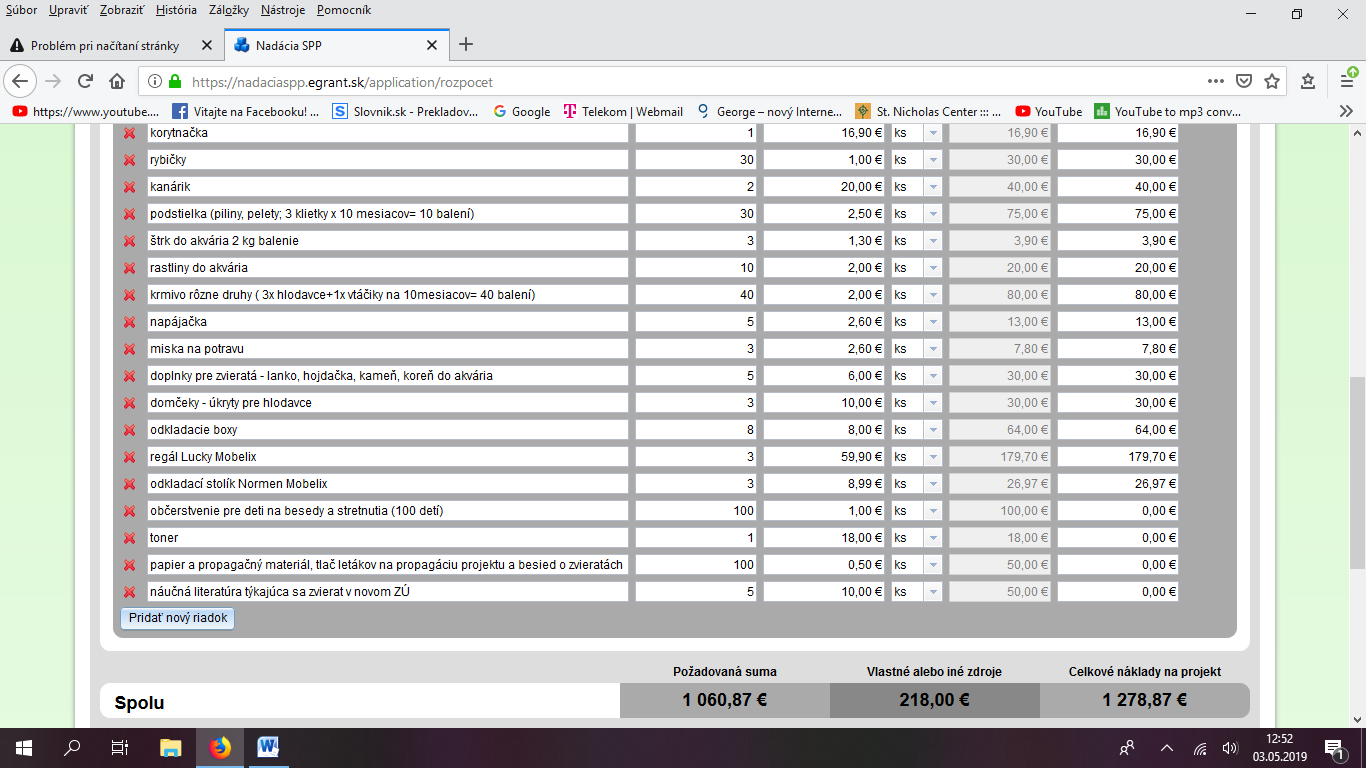 Súbor Upraviť Zobraziť História Záložky Nástroje Pomocník
Problém pri načítaní stránky Nadácia SPP
https://nadaciaspp.egrant.sk/application/rozpocet
https://www.youtube.... Vitajte na Facebooku! ... Slovnik.sk - Prekladov... Google Telekom | Webmail George – nový Interne... St. Nicholas Center ::: ... YouTube YouTube to mp3 conv...
korytnačka 1 16,90 € ks 16,90 € 16,90 €
rybičky 30 1,00 € ks 30,00 € 30,00 €
kanárik 2 20,00 € ks 40,00 € 40,00 €
podstielka (piliny, pelety; 3 klietky x 10 mesiacov= 10 balení) 30 2,50 € ks 75,00 € 75,00 €
štrk do akvária 2 kg balenie 3 1,30 € ks 3,90 € 3,90 €
rastliny do akvária 10 2,00 € ks 20,00 € 20,00 €
krmivo rôzne druhy ( 3x hlodavce+1x vtáčiky na 10mesiacov= 40 balení) 40 2,00 € ks 80,00 € 80,00 €
napájačka 5 2,60 € ks 13,00 € 13,00 €
miska na potravu 3 2,60 € ks 7,80 € 7,80 €
doplnky pre zvieratá - lanko, hojdačka, kameň, koreň do akvária 5 6,00 € ks 30,00 € 30,00 €
domčeky - úkryty pre hlodavce 3 10,00 € ks 30,00 € 30,00 €
odkladacie boxy 8 8,00 € ks 64,00 € 64,00 €
regál Lucky Mobelix 3 59,90 € ks 179,70 € 179,70 €
odkladací stolík Normen Mobelix 3 8,99 € ks 26,97 € 26,97 €
občerstvenie pre deti na besedy a stretnutia (100 detí) 100 1,00 € ks 100,00 € 0,00 €
toner 1 18,00 € ks 18,00 € 0,00 €
papier a propagačný materiál, tlač letákov na propagáciu projektu a besied o zvieratách 100 0,50 € ks 50,00 € 0,00 €
náučná literatúra týkajúca sa zvierat v novom ZÚ 5 10,00 € ks 50,00 € 0,00 €
Pridať nový riadok
Požadovaná suma Vlastné alebo iné zdroje Celkové náklady na projekt
Spolu 1 060,87 € 218,00 € 1 278,87 €
12:52
03.05.2019
1